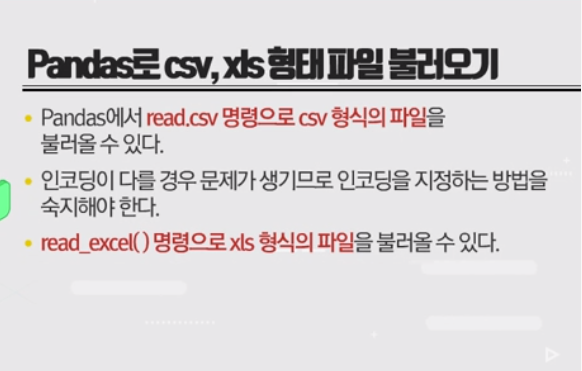 Pandas로 csv, xls 형태 파일 불러오기
• Pandas에서 read.csv 명령으로 csv 형식의 파일을
불러올 수 있다.
• 인코딩이 다를 경우 문제가 생기므로 인코딩을 지정하는 방법을
숙지해야 한다.
• read_excel( ) 명령으로 xls 형식의 파일을 불러올 수 있다.